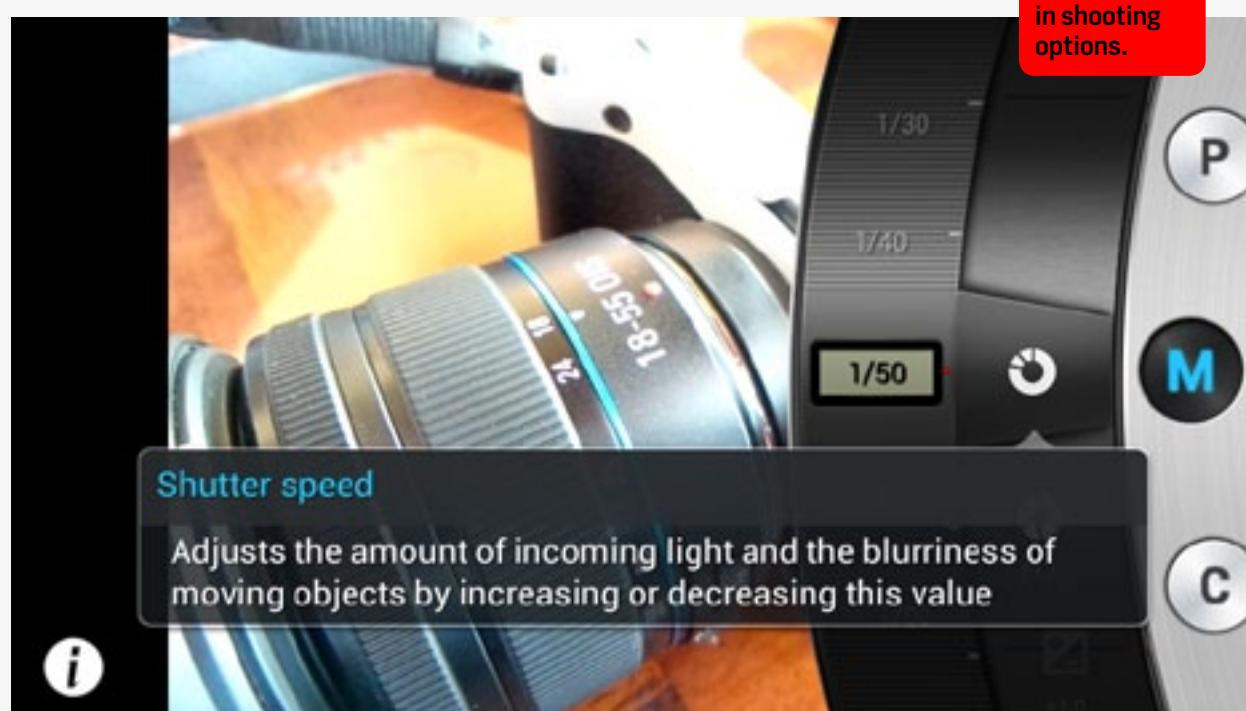 in shooting
options.
1/30
P
1/40
18-55 OIS
18
24
1/50
M
Shutter speed
Adjusts the amount of incoming light and the blurriness of
moving objects by increasing or decreasing this value
C
i